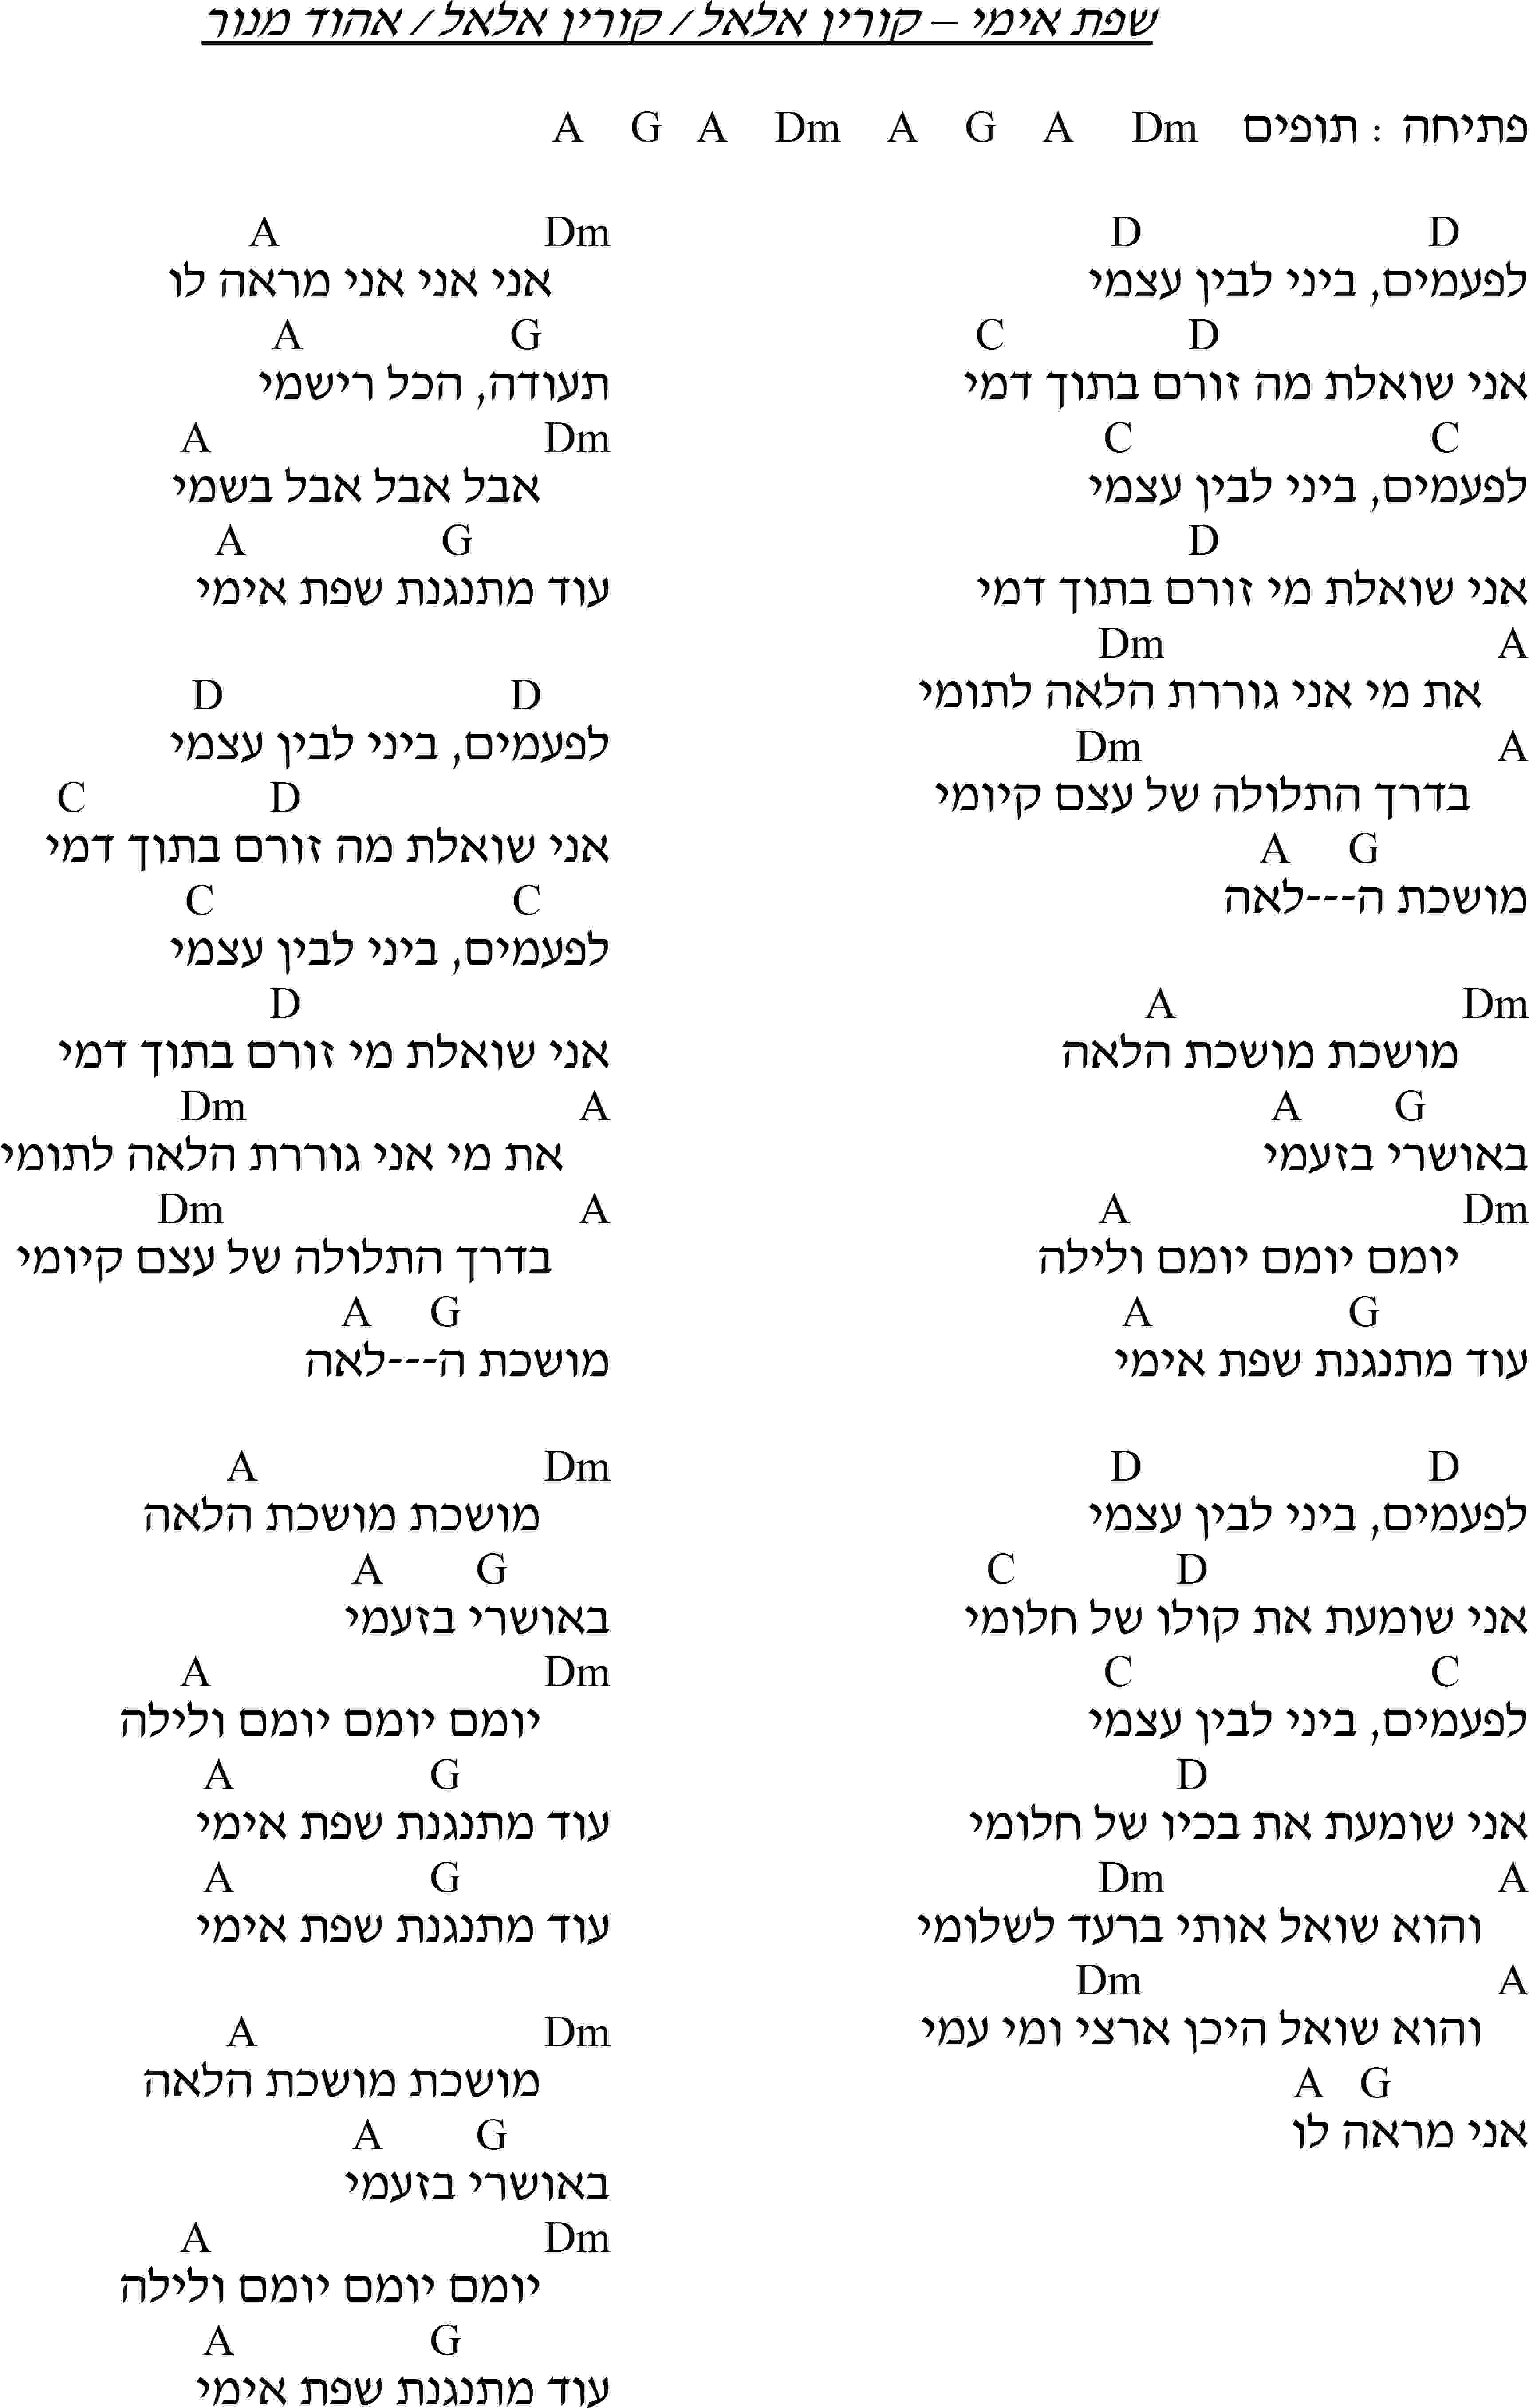 שפת אימי – קורין אלאל / קורין אלאל / אהוד מנור
פתיחה : תופים Dm A G A Dm A G A
D D
לפעמים, ביני לבין עצמי
D C
אני שואלת מה זורם בתוך דמי
C C
לפעמים, ביני לבין עצמי
D
אני שואלת מי זורם בתוך דמי
A Dm
את מי אני גוררת הלאה לתומי
A Dm
בדרך התלולה של עצם קיומי
G A
מושכת ה---לאה
Dm A
מושכת מושכת הלאה
G A
באושרי בזעמי
Dm A
יומם יומם יומם ולילה
G A
עוד מתנגנת שפת אימי
D D
לפעמים, ביני לבין עצמי
D C
אני שומעת את קולו של חלומי
C C
לפעמים, ביני לבין עצמי
D
אני שומעת את בכיו של חלומי
A Dm
והוא שואל אותי ברעד לשלומי
A Dm
והוא שואל היכן ארצי ומי עמי
G A
אני מראה לו
Dm A
אני אני אני מראה לו
G A
תעודה, הכל רישמי
Dm A
אבל אבל אבל בשמי
G A
עוד מתנגנת שפת אימי
D D
לפעמים, ביני לבין עצמי
D C
אני שואלת מה זורם בתוך דמי
C C
לפעמים, ביני לבין עצמי
D
אני שואלת מי זורם בתוך דמי
A Dm
את מי אני גוררת הלאה לתומי
A Dm
בדרך התלולה של עצם קיומי
G A
מושכת ה---לאה
Dm A
מושכת מושכת הלאה
G A
באושרי בזעמי
Dm A
יומם יומם יומם ולילה
G A
עוד מתנגנת שפת אימי
G A
עוד מתנגנת שפת אימי
Dm A
מושכת מושכת הלאה
G A
באושרי בזעמי
Dm A
יומם יומם יומם ולילה
G A
עוד מתנגנת שפת אימי